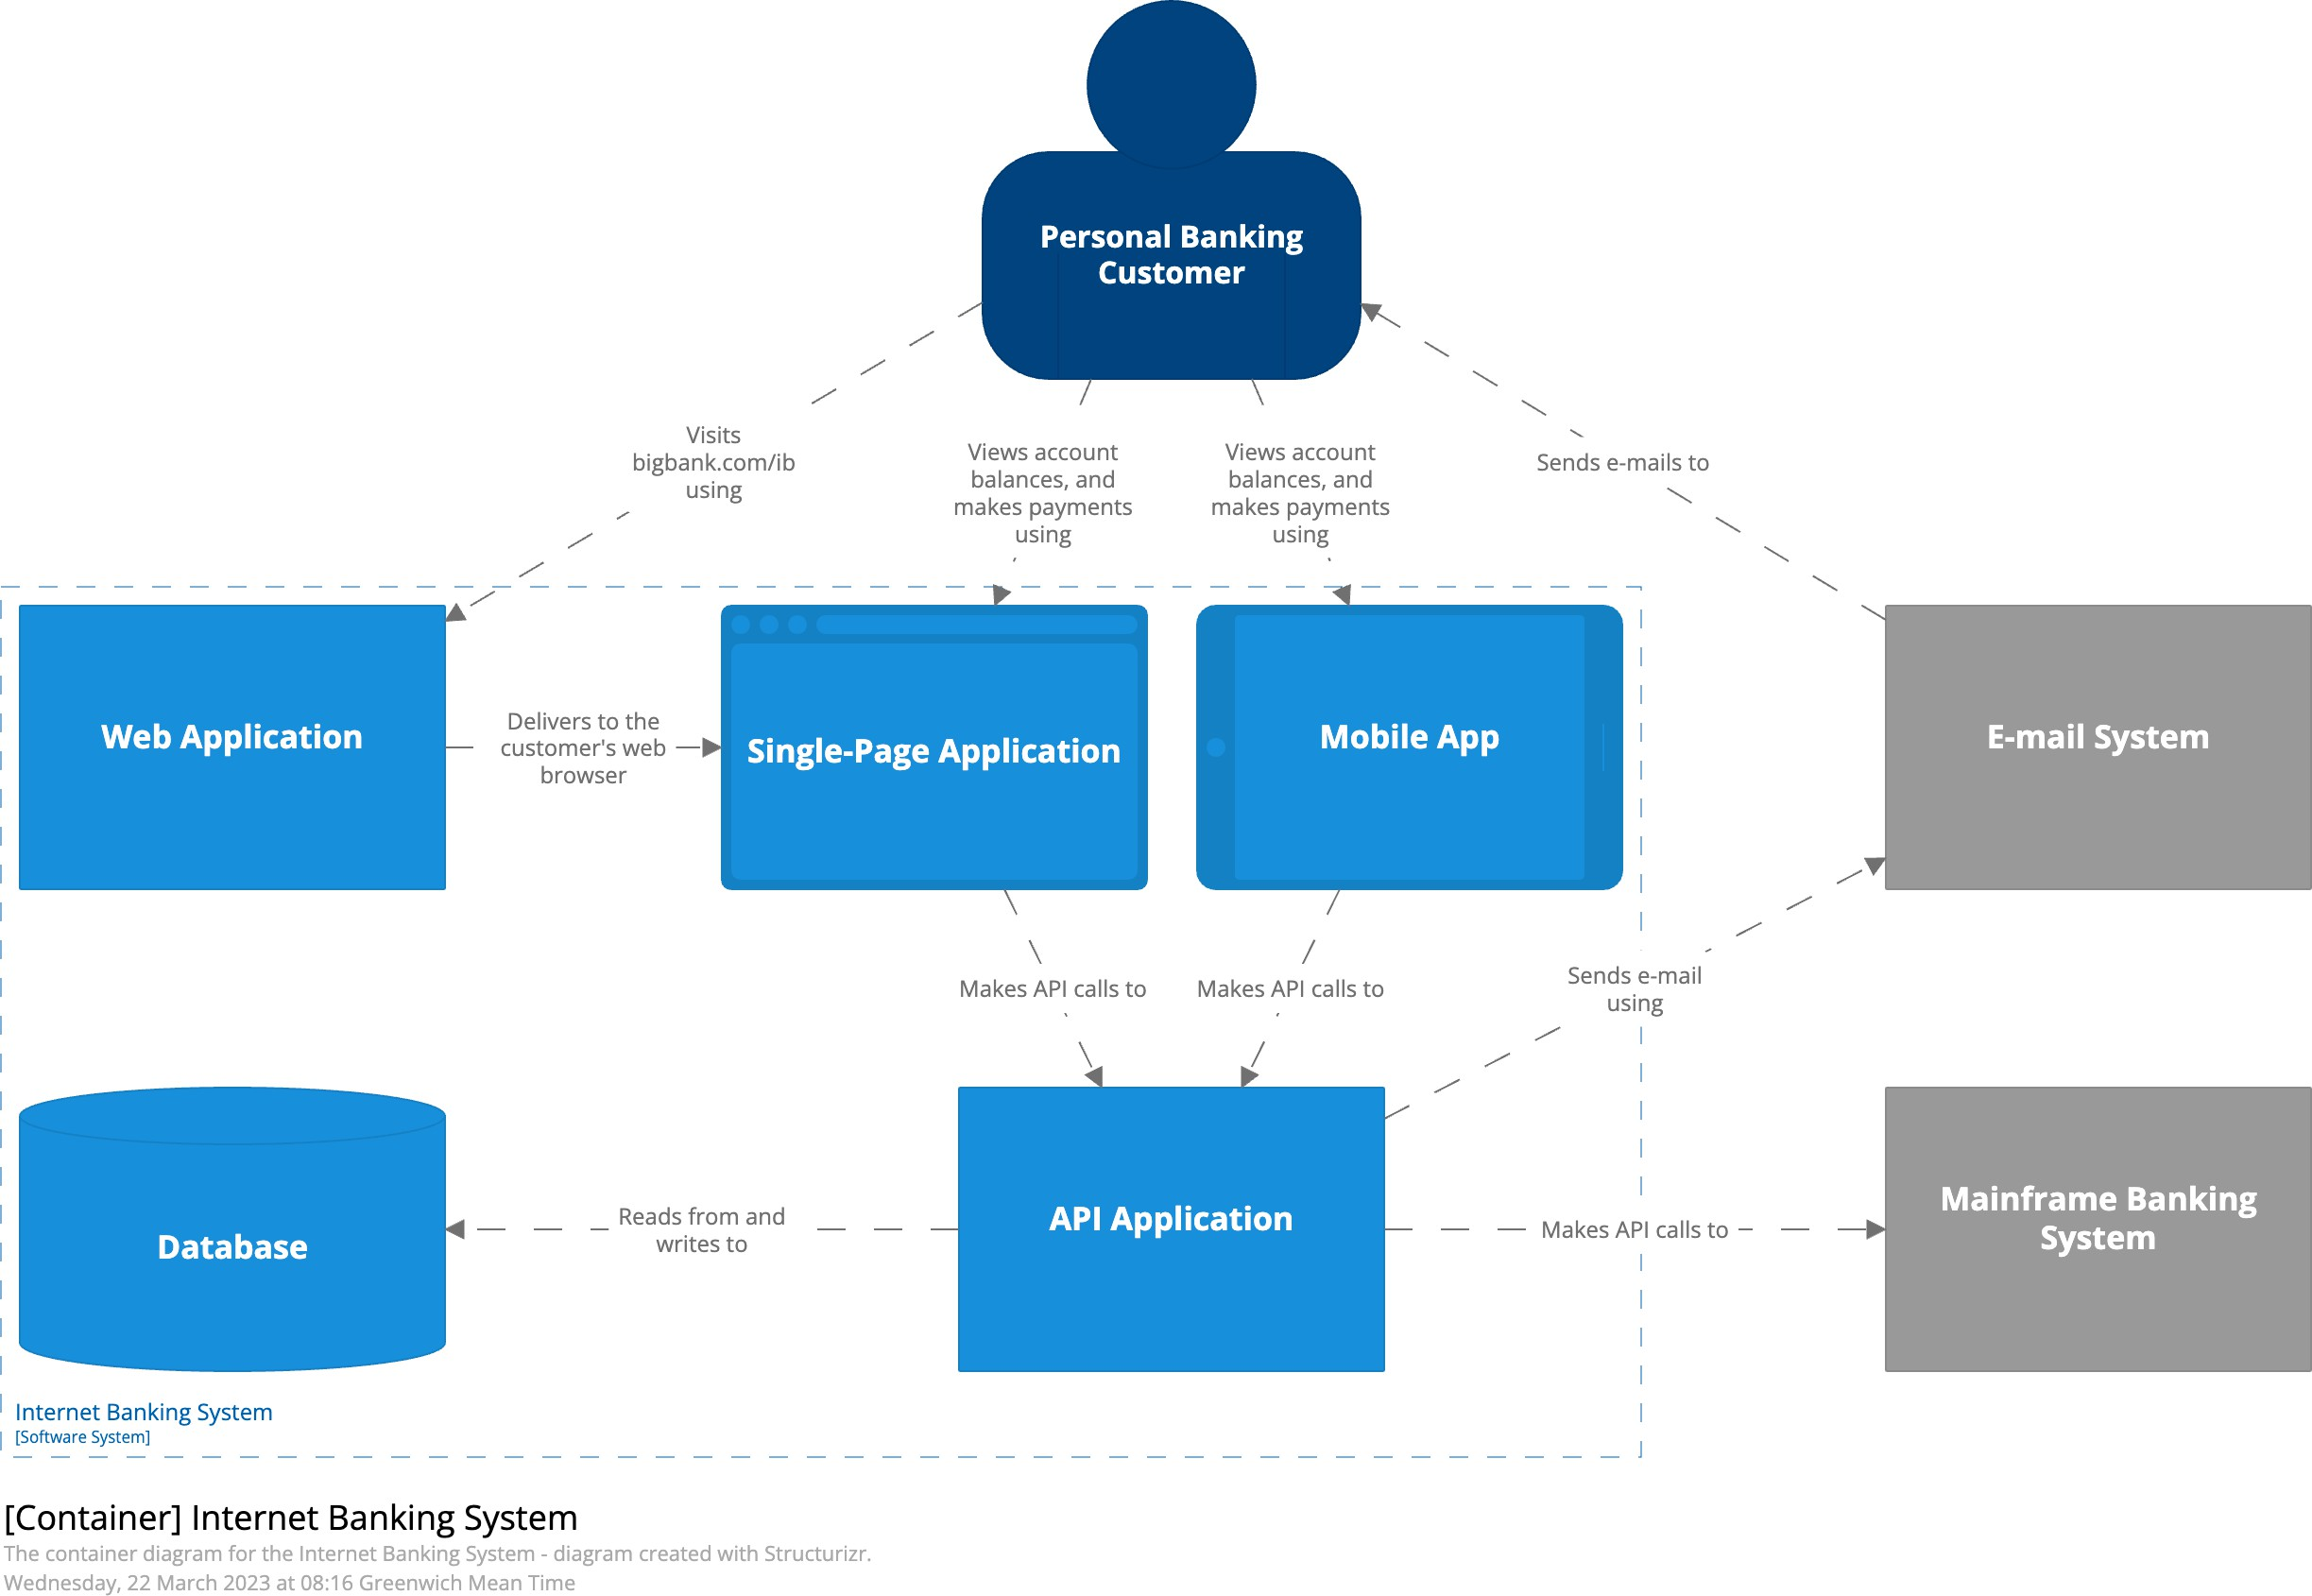 Personal Banking
Customer
Visits
bigbank.com/ib
using
Views account
balances, and
makes payments
using
Views account
balances, and
makes payments
using
Sends e-mails to
Web Application
Delivers to the
customer's web
browser
Single-Page Application
Mobile App
E-mail System
Makes API calls to
Makes API calls to
Sends e-mail
using
Database
Reads from and
writes to
API Application
Makes API calls to
Mainframe Banking
System
Internet Banking System
[Software System]
[Container] Internet Banking System
The container diagram for the Internet Banking System - diagram created with Structurizr.
Wednesday, 22 March 2023 at 08:16 Greenwich Mean Time